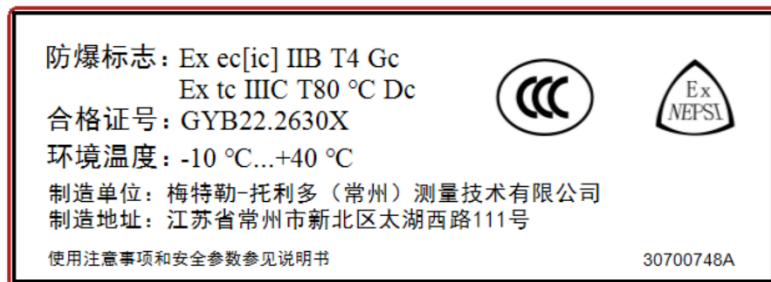 防爆标志：Ex ec[ic] IIB T4 Gc
Ex tc IIIC T80 ℃ Dc
合格证号：GYB22.2630X
环境温度：-10 ℃...+40 ℃
CCC
Ex
NEPSI
制造单位：梅特勒-托利多（常州）测量技术有限公司
制造地址：江苏省常州市新北区太湖西路111号
使用注意事项和安全参数参见说明书
30700748A